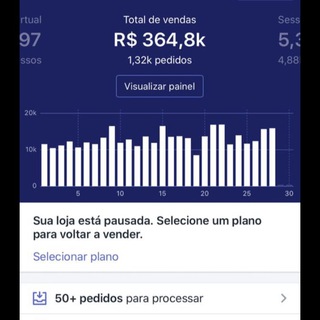 rtual
Total de vendas
Sess
97
R$ 364,8k
5,3
ssos
1,32k pedidos
4,88
Visualizar painel
20k
10k
0
5
10
15
20
25
30
Sua loja está pausada. Selecione um plano
para voltar a vender.
Selecionar plano
50+ pedidos para processar